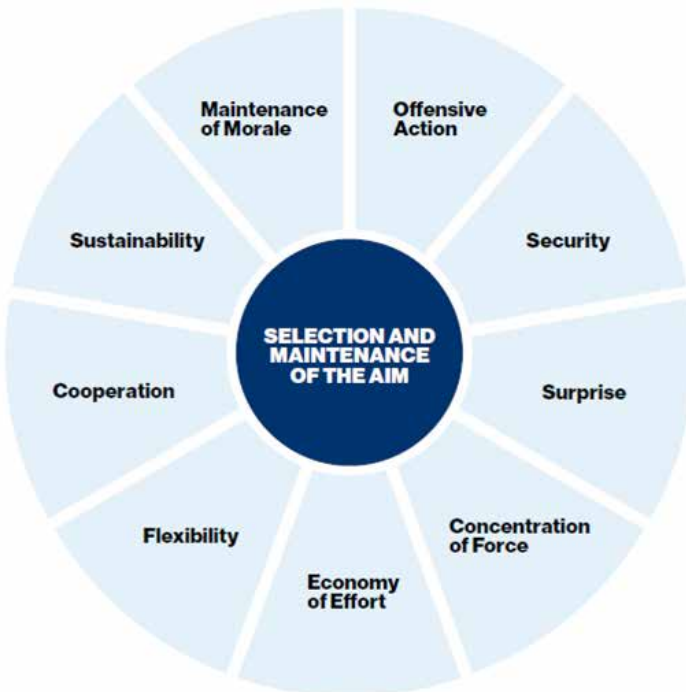 Maintenance
of Morale
Offensive
Action
Sustainability
Security
SELECTION AND
MAINTENANCE
OF THE AIM
Cooperation
Surprise
Flexibility
Concentration
of Force
Economy
of Effort